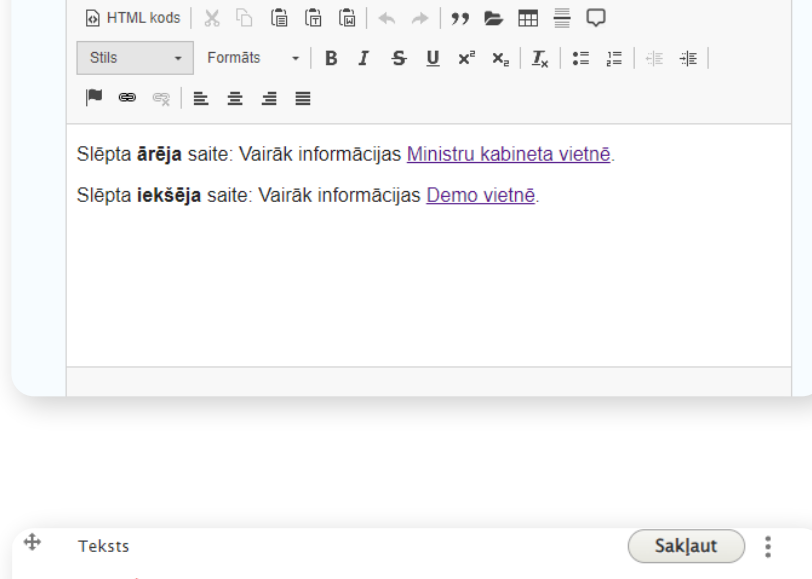 HTML kods
Stils Formāts
Slēpta ārēja saite: Vairāk informācijas Ministru kabineta vietnē.
Slēpta iekšēja saite: Vairāk informācijas Demo vietnē.
Teksts Sakļaut